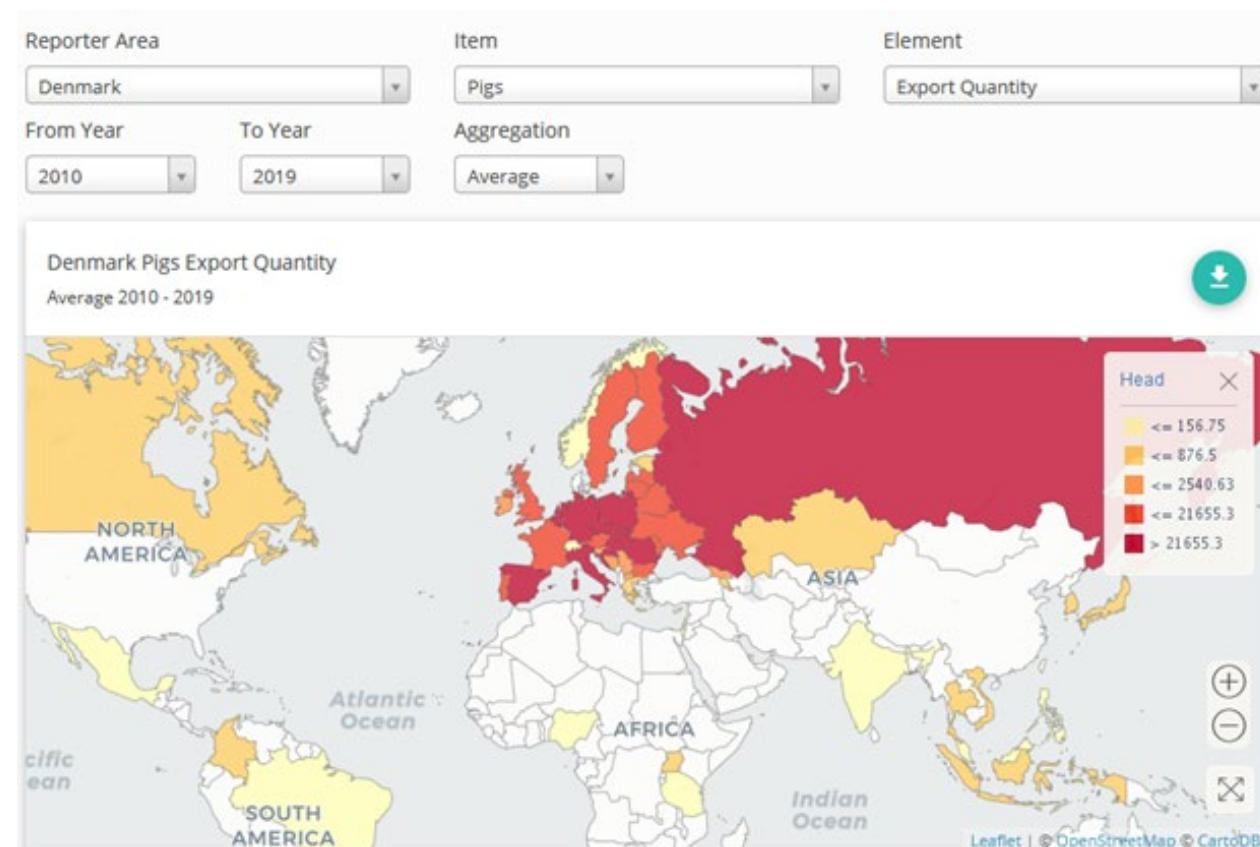 Reporter Area
Item
Element
Denmark
Pigs
Export Quantity
From Year
To Year
Aggregation
2010
2019
Average
Denmark Pigs Export Quantity
Average 2010 - 2019
Head
<= 156.75
<= 876.5
<= 2540.63
<= 21655.3
> 21655.3
NORTH
AMERICA
ASIA
Atlantic
Ocean
AFRICA
cific
ean
SOUTH
AMERICA
Indian
Ocean
Leaflet | © OpenStreetMap © CartoDB